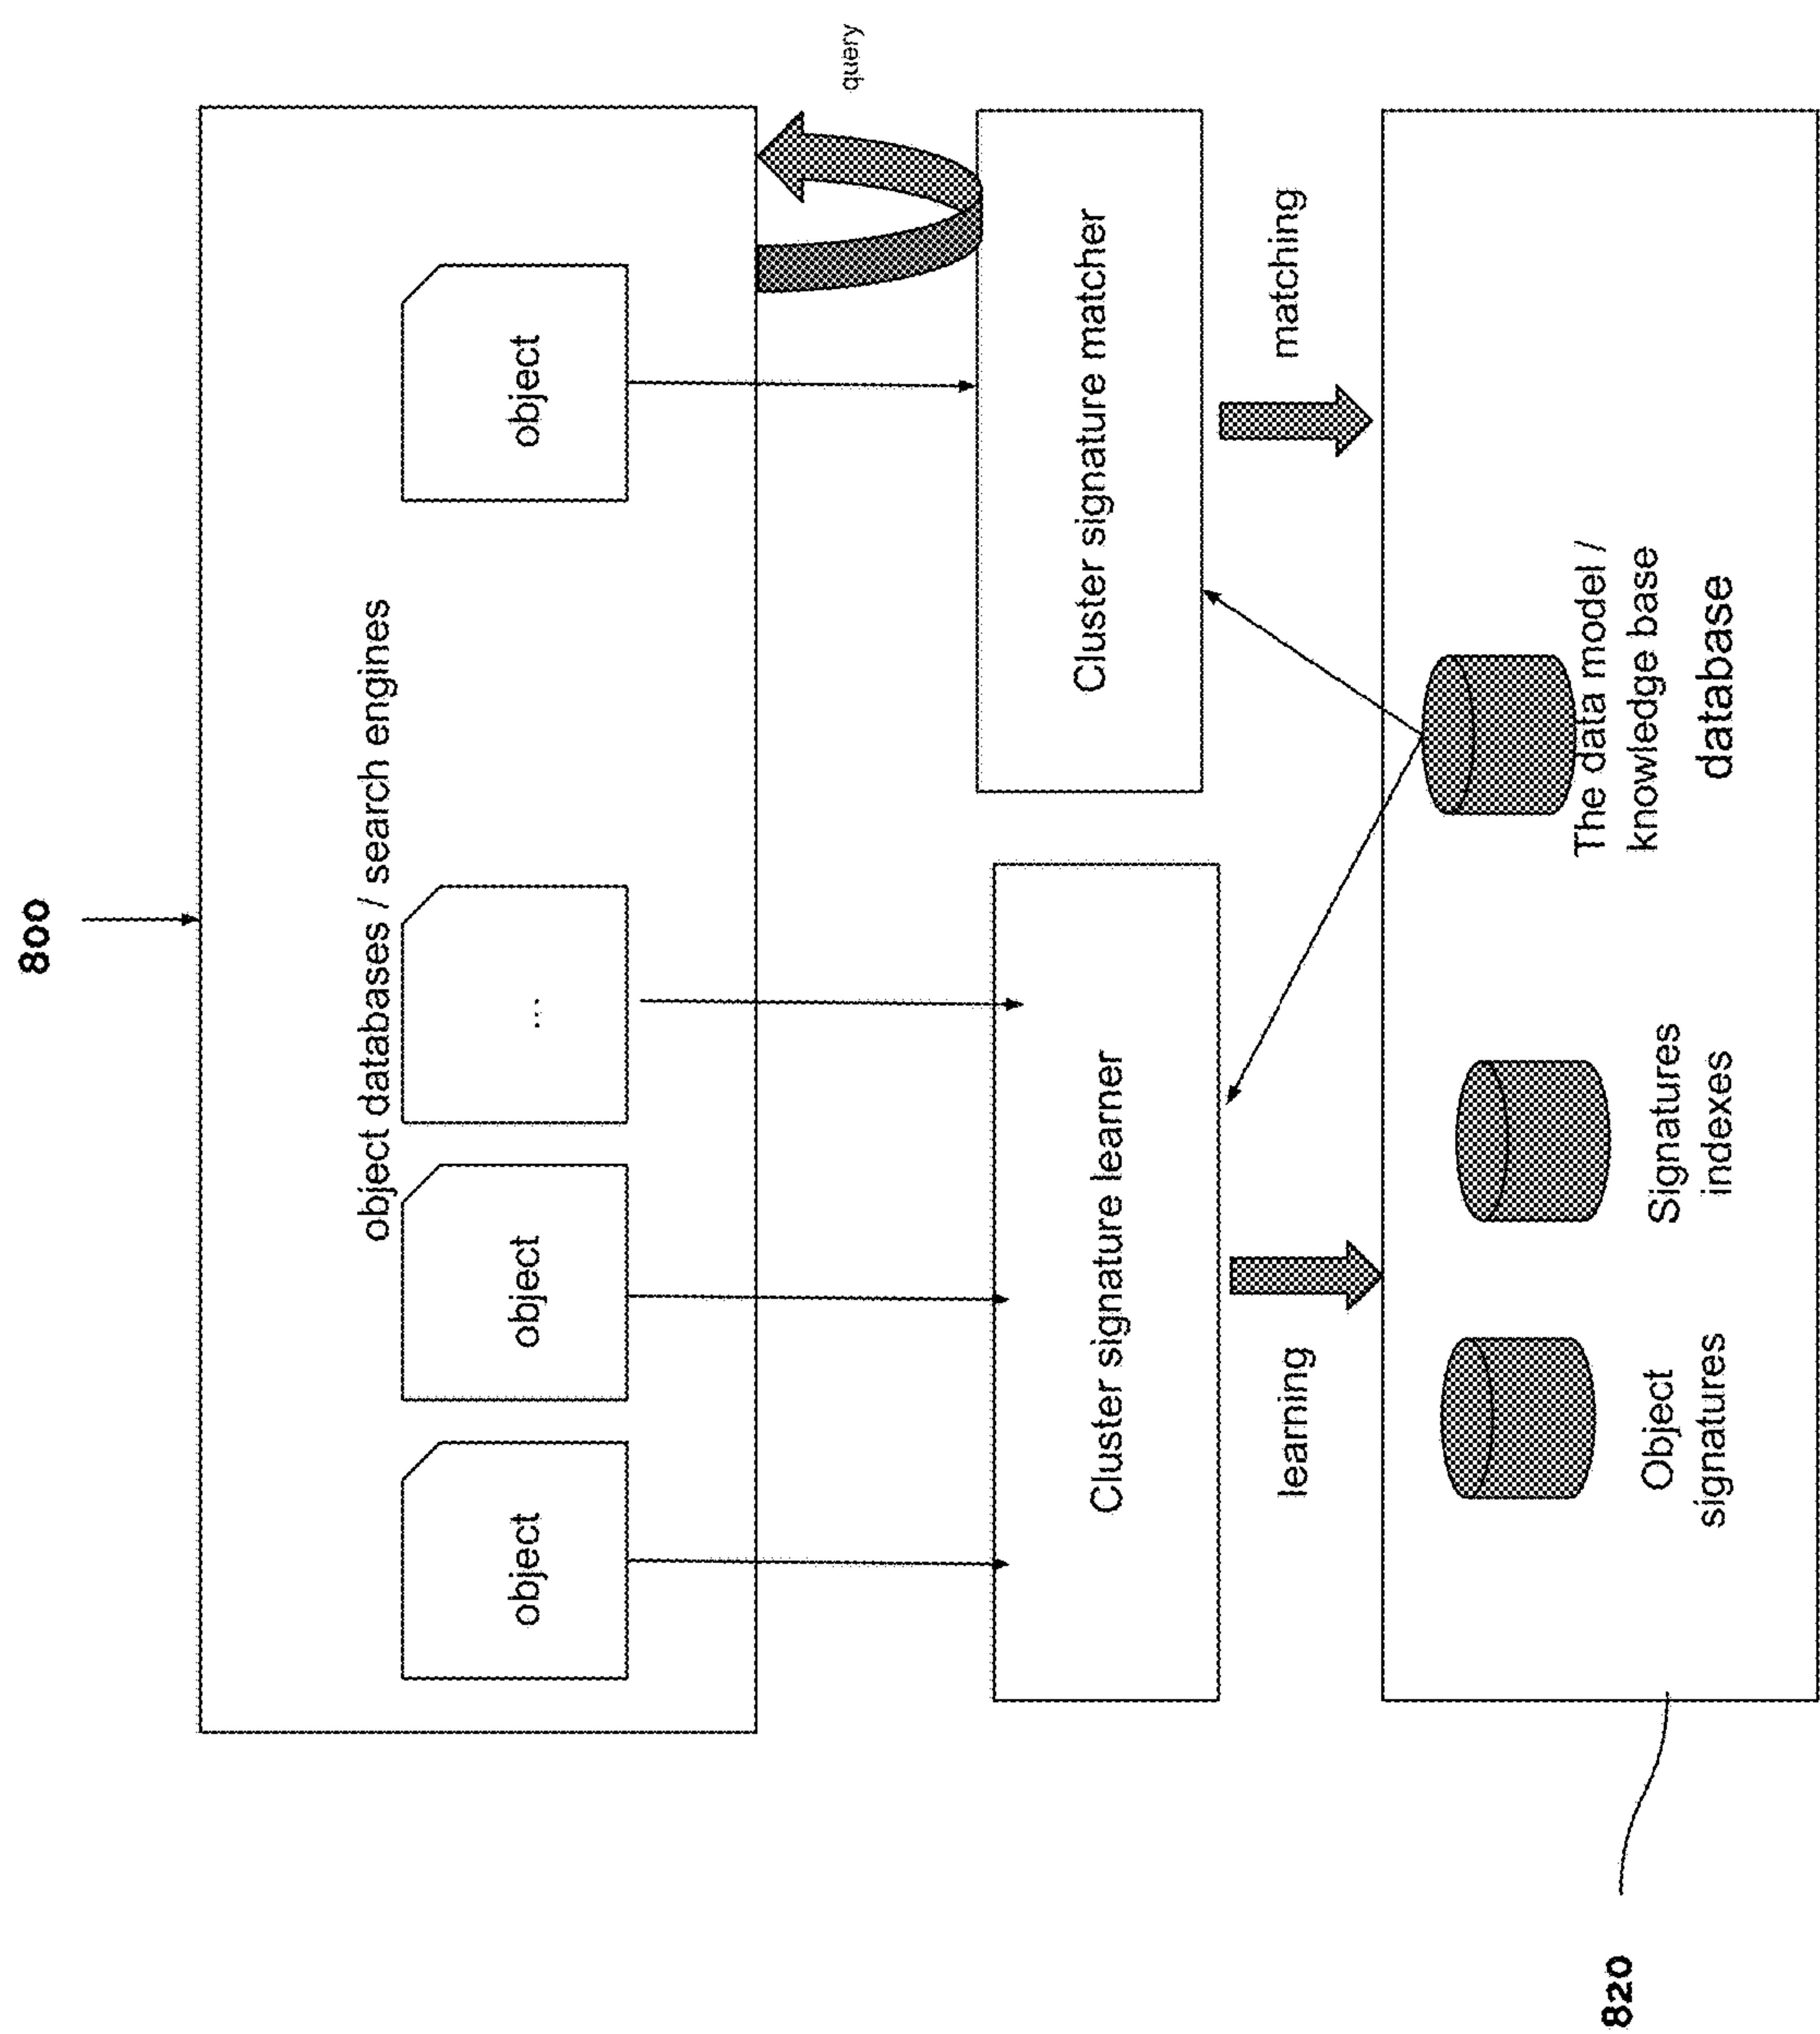 800
object databases / search engines
object
object
...
object
query
Cluster signature learner
Cluster signature matcher
learning
matching
Object
signatures
Signatures
indexes
The data model /
knowledge base
database
820